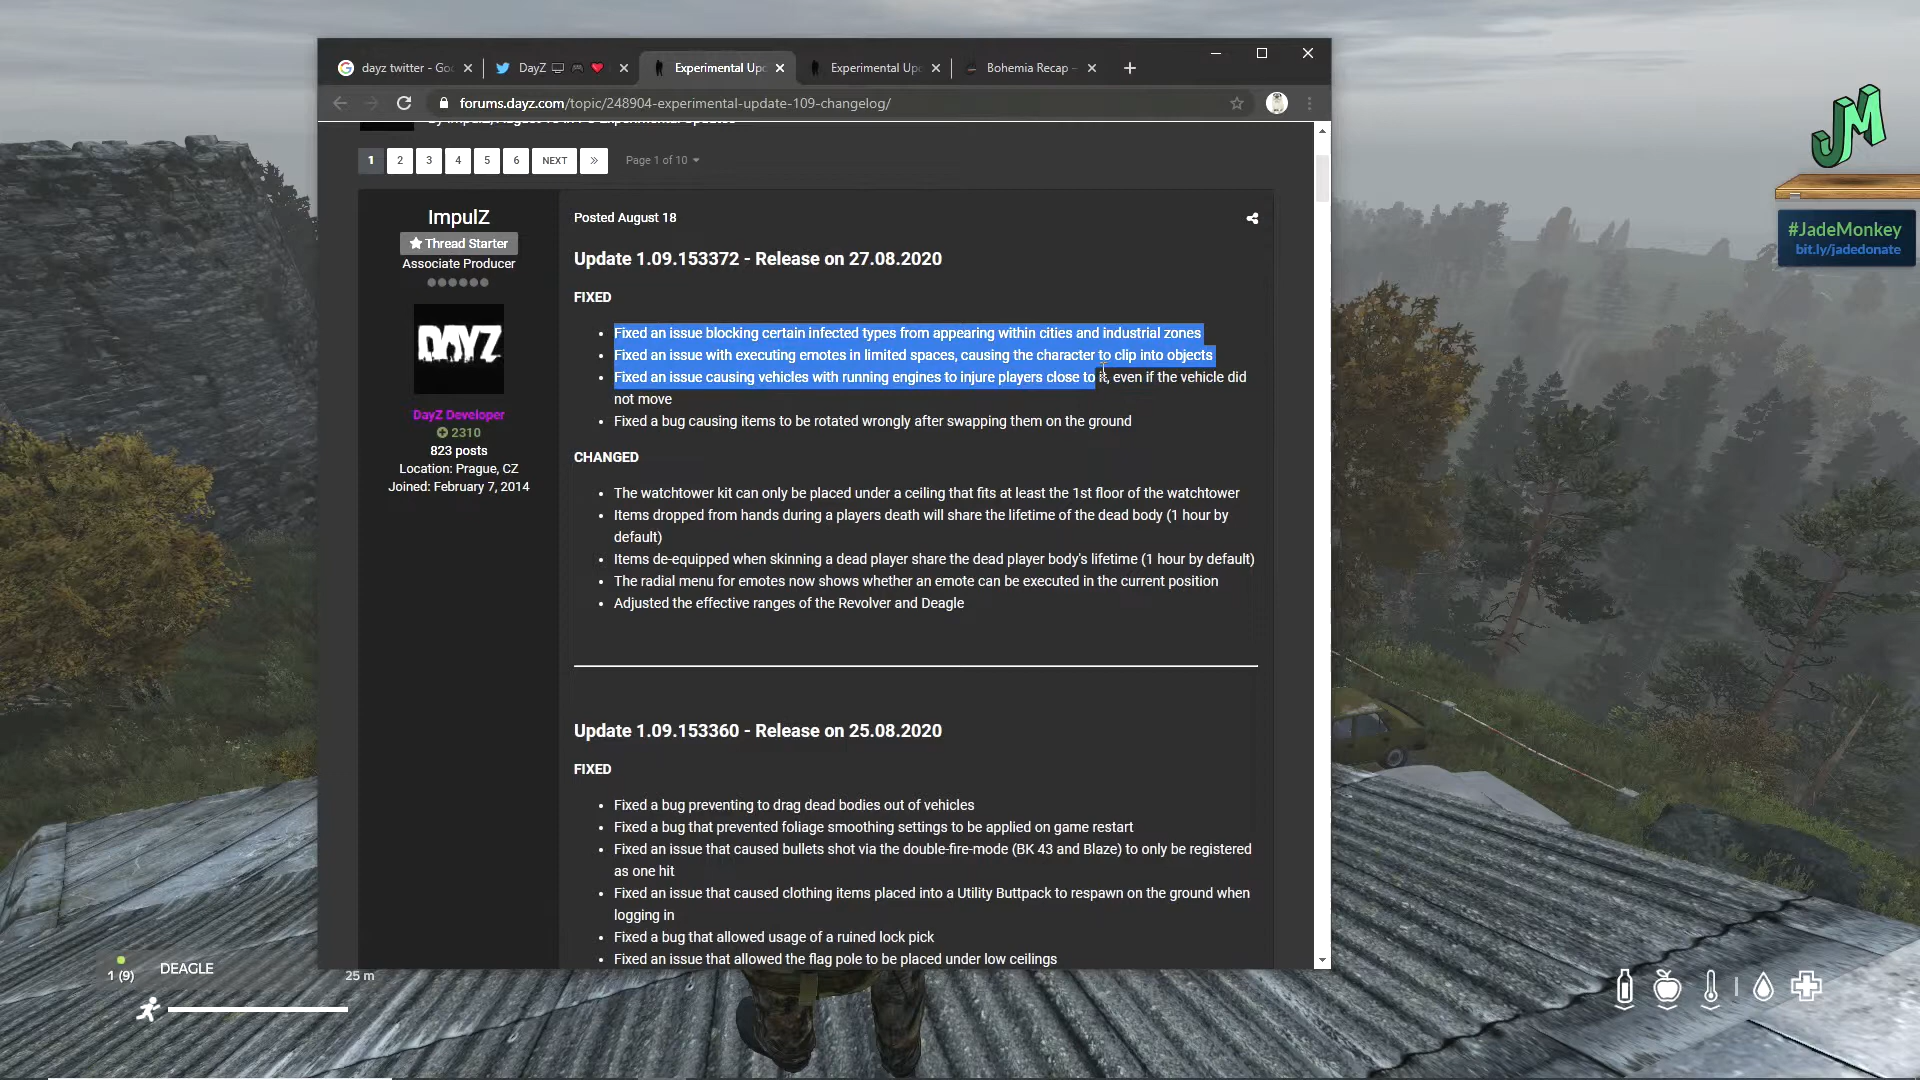 dayz twitter - Go
DayZ
Experimental Up
Experimental Up
Bohemia Recap -
forums.dayz.com/topic/248904-experimental-update-109-changelog/
1 2 3 4 5 6 NEXT » Page 1 of 10
ImpulZ
Thread Starter
Associate Producer
DAYZ
DayZ Developer
2310
823 posts
Location: Prague, CZ
Joined: February 7, 2014
Posted August 18
Update 1.09.153372 - Release on 27.08.2020
FIXED
Fixed an issue blocking certain infected types from appearing within cities and industrial zones
Fixed an issue with executing emotes in limited spaces, causing the character to clip into objects
Fixed an issue causing vehicles with running engines to injure players close to it, even if the vehicle did
not move
Fixed a bug causing items to be rotated wrongly after swapping them on the ground
CHANGED
The watchtower kit can only be placed under a ceiling that fits at least the 1st floor of the watchtower
Items dropped from hands during a players death will share the lifetime of the dead body (1 hour by
default)
Items de-equipped when skinning a dead player share the dead player body's lifetime (1 hour by default)
The radial menu for emotes now shows whether an emote can be executed in the current position
Adjusted the effective ranges of the Revolver and Deagle
Update 1.09.153360 - Release on 25.08.2020
FIXED
Fixed a bug preventing to drag dead bodies out of vehicles
Fixed a bug that prevented foliage smoothing settings to be applied on game restart
Fixed an issue that caused bullets shot via the double-fire-mode (BK 43 and Blaze) to only be registered
as one hit
Fixed an issue that caused clothing items placed into a Utility Buttpack to respawn on the ground when
logging in
Fixed a bug that allowed usage of a ruined lock pick
Fixed an issue that allowed the flag pole to be placed under low ceilings
JM
#JadeMonkey
bit.ly/jadedonate
1 (9) DEAGLE 25 m